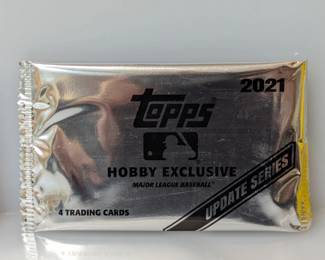 2021
Topps
HOBBY EXCLUSIVE
MAJOR LEAGUE BASEBALL
UPDATE SERIES
4 TRADING CARDS